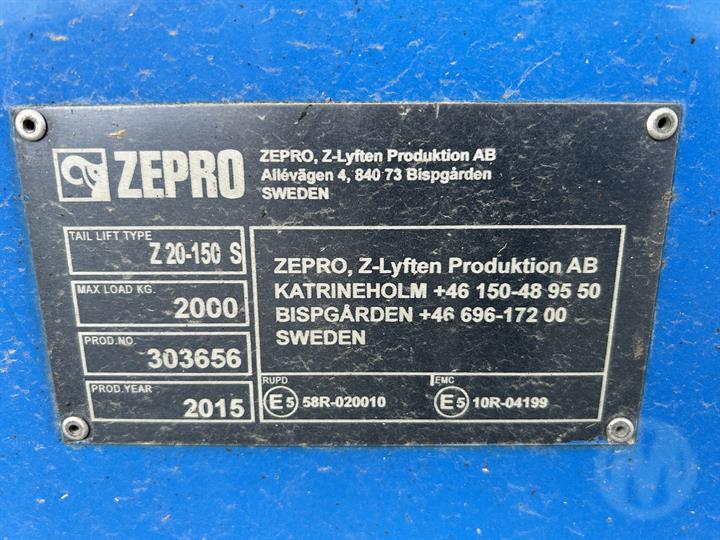 ZEPRO
ZEPRO, Z-Lyften Produktion AB
Allévägen 4, 840 73 Bispgården
SWEDEN
TAIL LIFT TYPE
Z 20-150 S
MAX LOAD KG.
2000
PROD.NO
303656
PROD.YEAR
2015
ZEPRO, Z-Lyften Produktion AB
KATRINEHOLM +46 150-48 95 50
BISPGÅRDEN +46 696-172 00
SWEDEN
RUPD
E5 58R-020010
EMC
E5 10R-04199
M